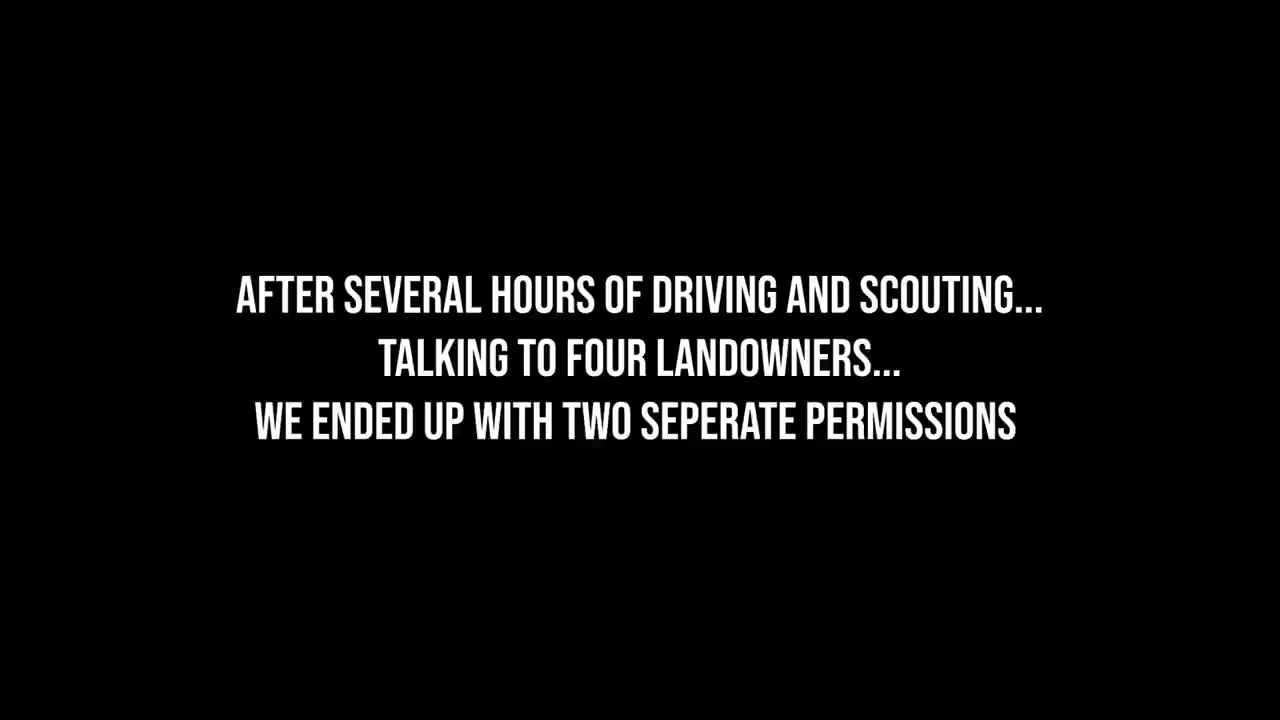 AFTER SEVERAL HOURS OF DRIVING AND SCOUTING...
TALKING TO FOUR LANDOWNERS...
WE ENDED UP WITH TWO SEPERATE PERMISSIONS